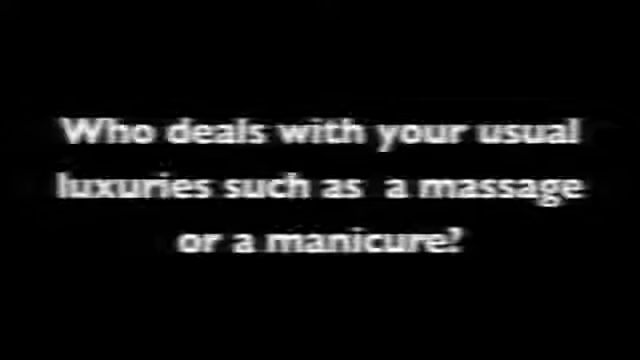 Who deals with your usual
luxuries such as a massage
or a manicure?